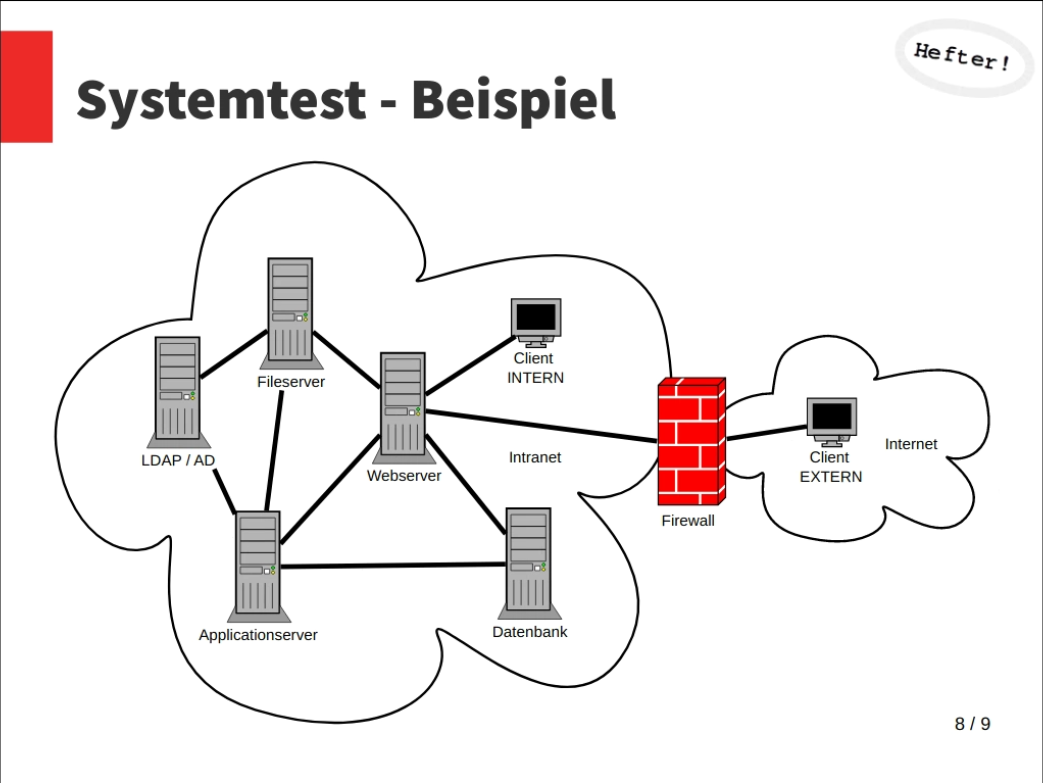 Hefter!
Systemtest - Beispiel
Fileserver
LDAP / AD
Client
INTERN
Webserver
Intranet
Client
EXTERN
Internet
Firewall
Applicationserver
Datenbank
8 / 9